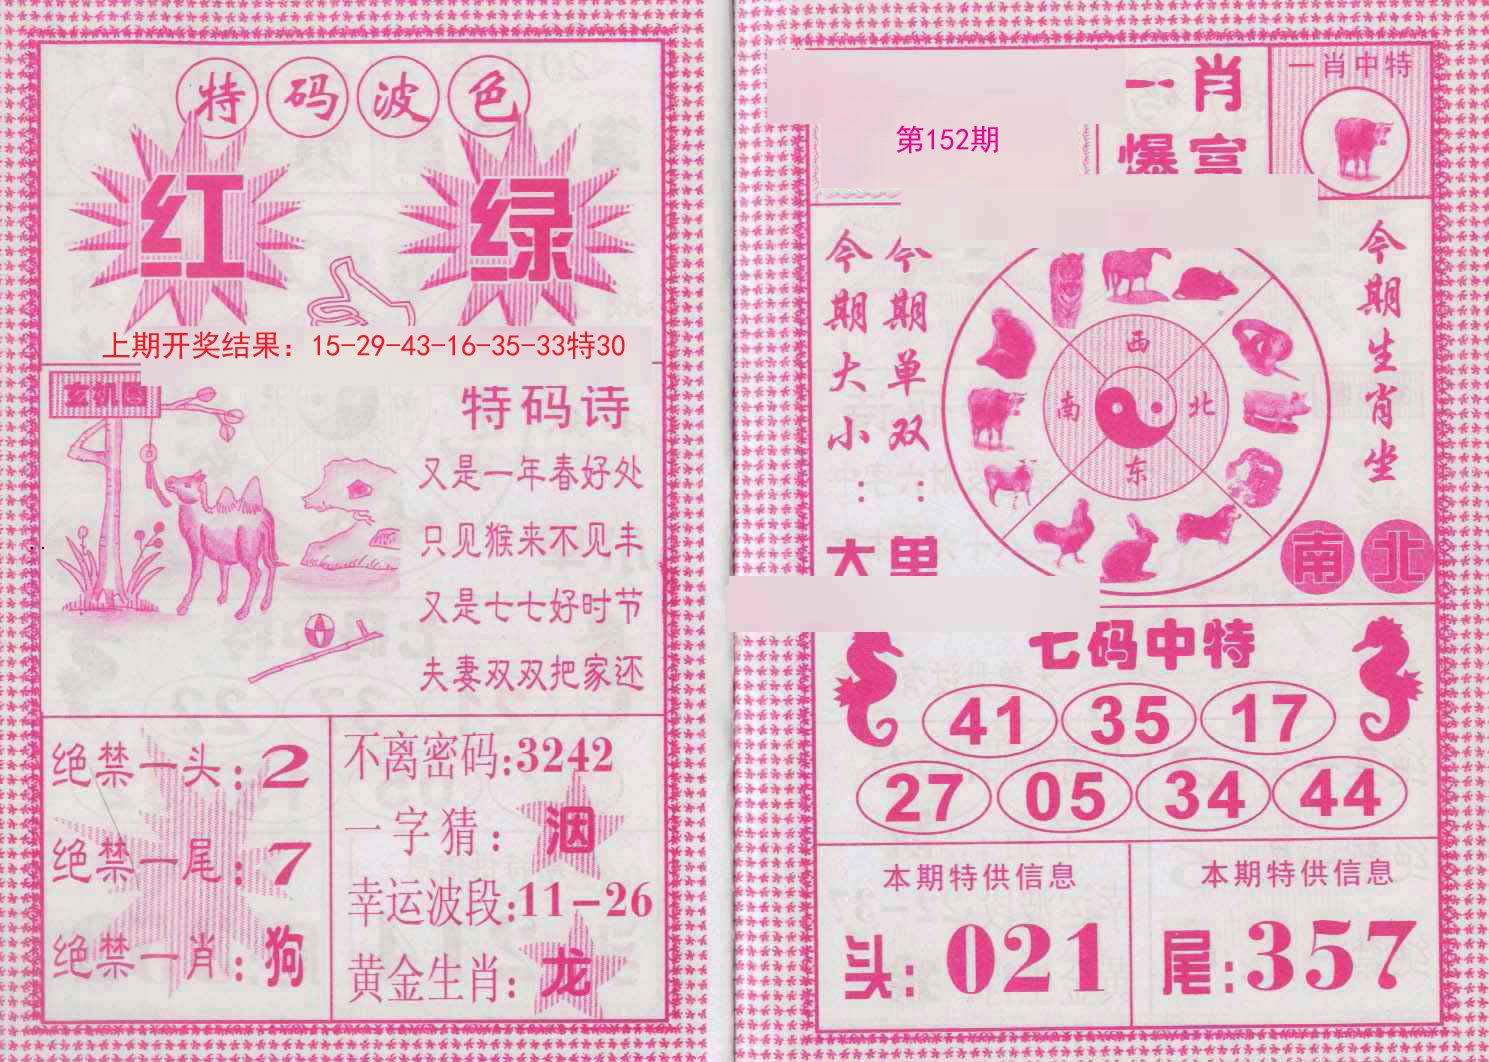 特码波色
红 绿
上期开奖结果：15-29-43-16-35-33特30
玄机图
特码诗
又是一年春好处
只见猴来不见丰
又是七七好时节
夫妻双双把家还
绝禁一头：2
绝禁一尾：7
绝禁一肖：狗
不离密码：3242
一字猜：洇
幸运波段：11-26
黄金生肖：龙
第152期
一肖
爆富
一肖中特
今期大小：大
今期单双：单
西
南 北
东
今期生肖坐
南北
七码中特
41 35 17
27 05 34 44
本期特供信息
头：021
本期特供信息
尾：357